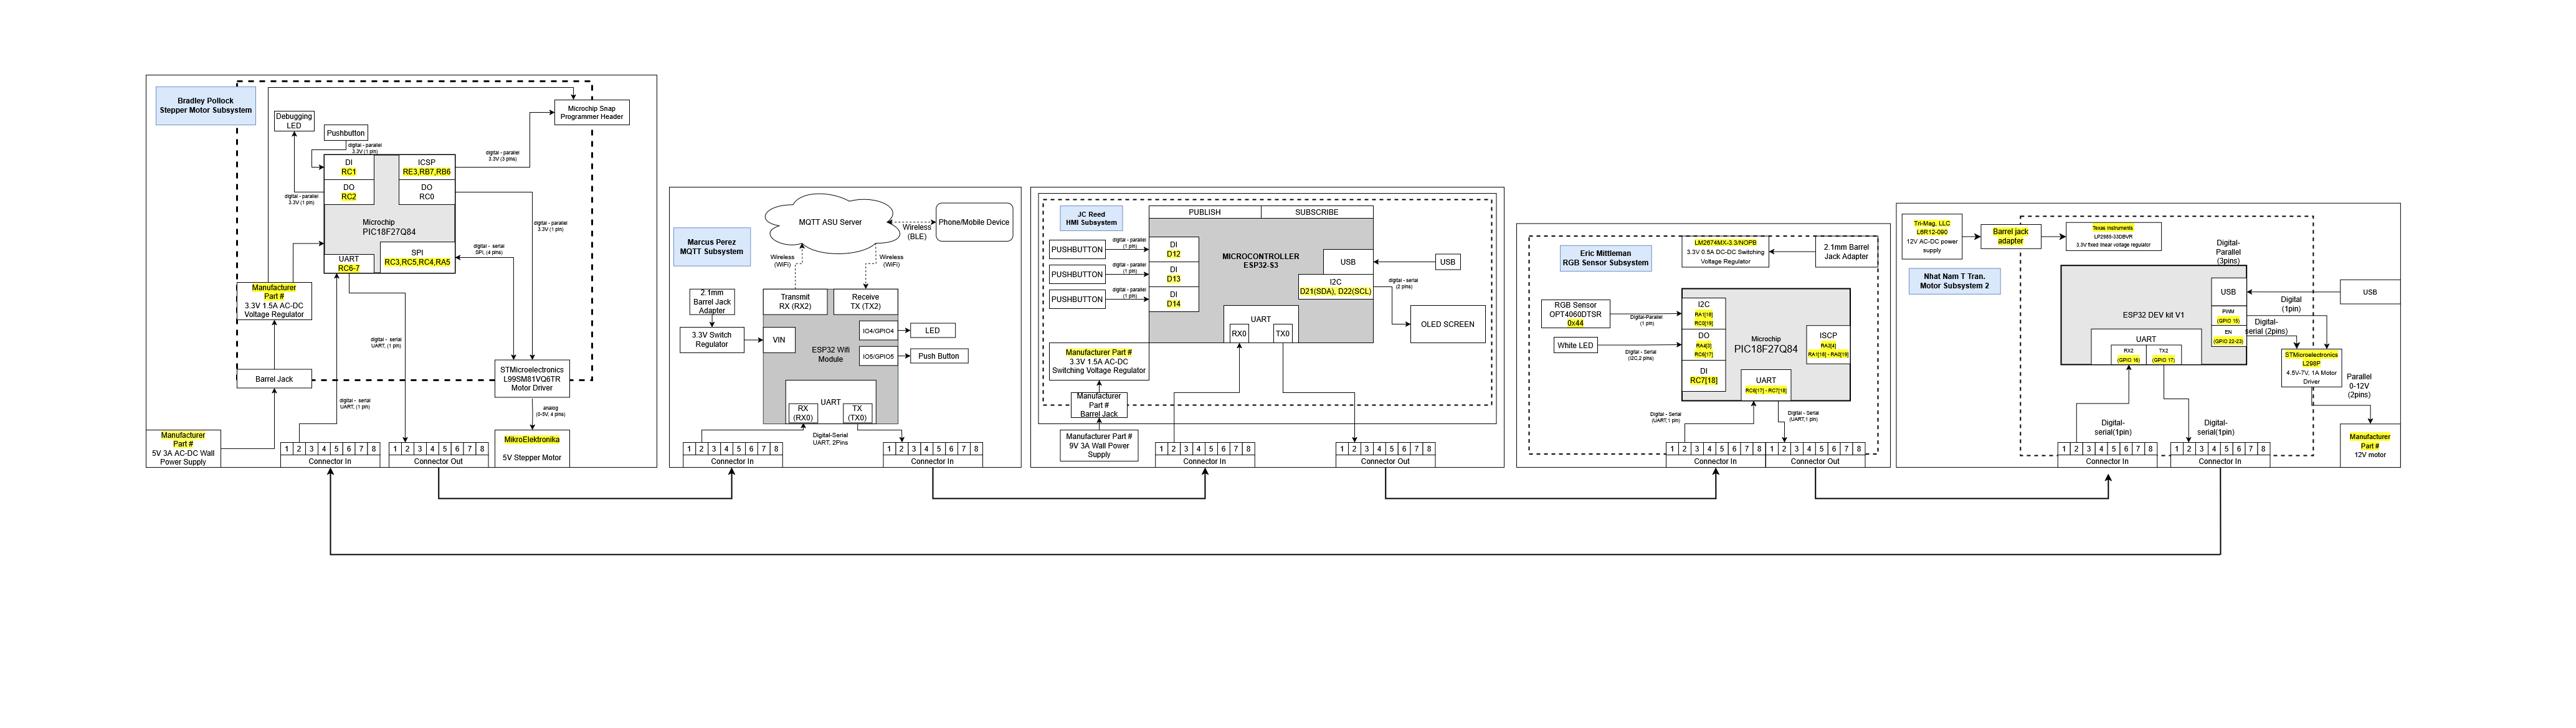 Bradley Pollock
Stepper Motor Subsystem
Microchip Snap
Programmer Header
Debugging
LED
Pushbutton
digital - parallel
3.3V (1 pin)
digital - parallel
3.3V (3 pins)
DI
RC1
ICSP
RE3,RB7,RB6
DO
RC2
DO
RC0
digital - parallel
3.3V (1 pin)
Microchip
PIC18F27Q84
digital - parallel
3.3V (1 pin)
SPI
RC3,RC5,RC4,RA5
digital - serial
SPI, (4 pins)
UART
RC6-7
Manufacturer
Part #
3.3V 1.5A AC-DC
Voltage Regulator
digital - serial
UART, (1 pin)
Barrel Jack
STMicroelectronics
L99SM81VQ6TR
Motor Driver
digital - serial
UART, (1 pin)
analog
(0-5V, 4 pins)
Manufacturer
Part #
5V 3A AC-DC Wall
Power Supply
MikroElektronika
5V Stepper Motor
1 2 3 4 5 6 7 8
Connector In
1 2 3 4 5 6 7 8
Connector Out
Marcus Perez
MQTT Subsystem
MQTT ASU Server
Wireless
(BLE)
Phone/Mobile Device
Wireless
(WiFi)
Wireless
(WiFi)
2.1mm
Barrel Jack
Adapter
3.3V Switch
Regulator
Transmit
RX (RX2)
Receive
TX (TX2)
VIN
IO4/GPIO4
LED
ESP32 Wifi
Module
IO5/GPIO5
Push Button
UART
RX
(RX0)
TX
(TX0)
Digital-Serial
UART, 2Pins
1 2 3 4 5 6 7 8
Connector In
1 2 3 4 5 6 7 8
Connector In
JC Reed
HMI Subsystem
PUBLISH
SUBSCRIBE
PUSHBUTTON
digital - parallel
(1 pin)
DI
D12
PUSHBUTTON
digital - parallel
(1 pin)
DI
D13
PUSHBUTTON
digital - parallel
(1 pin)
DI
D14
MICROCONTROLLER
ESP32-S3
USB
USB
I2C
D21(SDA), D22(SCL)
digital - serial
(2 pins)
OLED SCREEN
UART
RX0
TX0
Manufacturer Part #
3.3V 1.5A AC-DC
Switching Voltage Regulator
Manufacturer
Part #
Barrel Jack
Manufacturer Part #
9V 3A Wall Power
Supply
1 2 3 4 5 6 7 8
Connector In
1 2 3 4 5 6 7 8
Connector Out
Eric Mittleman
RGB Sensor Subsystem
LM2674MX-3.3/NOPB
3.3V 0.5A DC-DC Switching
Voltage Regulator
2.1mm Barrel
Jack Adapter
RGB Sensor
OPT4060DTSR
0x44
Digital-Parallel
(1 pin)
White LED
Digital - Serial
(I2C,2 pins)
I2C
RA1[18]
RC0[19]
DO
RA4[3]
RC6[17]
DI
RC7[18]
Microchip
PIC18F27Q84
ISCP
RA3[4]
RA1[18] - RA0[19]
UART
RC6[17] - RC7[18]
Digital - Serial
(UART,1 pin)
Digital - Serial
(UART,1 pin)
1 2 3 4 5 6 7 8
Connector In
1 2 3 4 5 6 7 8
Connector Out
Tri-Mag, LLC
L6R12-090
12V AC-DC power
supply
Barrel jack
adapter
Texas Instruments
LP2985-33DBVR
3.3V fixed linear voltage regulator
Nhat Nam T Tran.
Motor Subsystem 2
Digital-
Parallel
(3pins)
USB
USB
ESP32 DEV kit V1
PWM
(GPIO 15)
EN
(GPIO 22-23)
Digital
(1pin)
Digital-
serial (2pins)
UART
RX2
(GPIO 16)
TX2
(GPIO 17)
STMicroelectronics
L298P
4.5V-7V, 1A Motor
Driver
Parallel
0-12V
(2pins)
Digital-
serial(1pin)
Digital-
serial(1pin)
Manufacturer
Part #
12V motor
1 2 3 4 5 6 7 8
Connector In
1 2 3 4 5 6 7 8
Connector In